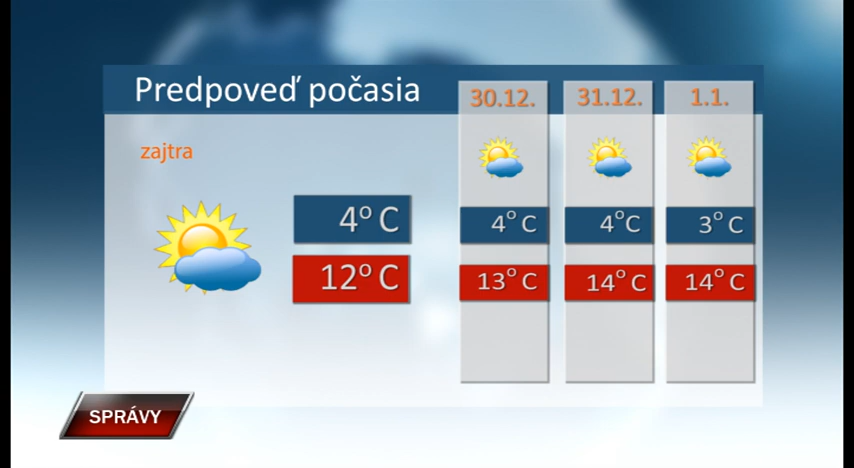 Predpoveď počasia
zajtra
4° C
12° C
30.12.
4° C
13° C
31.12.
4°C
14° C
1.1.
3° C
14° C
SPRÁVY